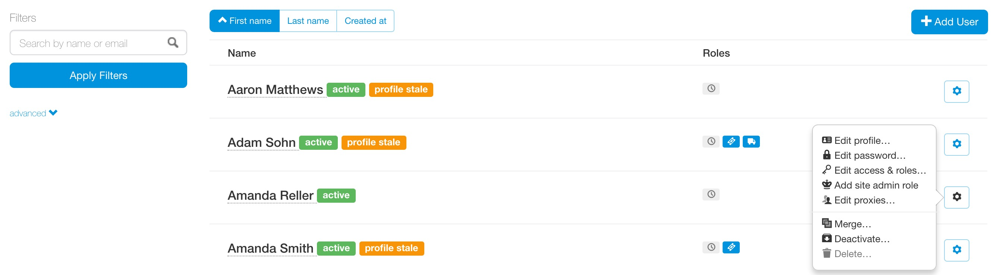 Filters
Search by name or email
Apply Filters
advanced
First name
Last name
Created at
Add User
Name
Roles
Aaron Matthews active profile stale
Adam Sohn active profile stale
Amanda Reller active
Amanda Smith active profile stale
Edit profile…
Edit password…
Edit access & roles…
Add site admin role
Edit proxies…
Merge…
Deactivate…
Delete…